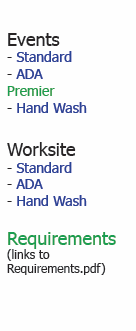 Events
- Standard
- ADA
Premier
- Hand Wash
Worksite
- Standard
- ADA
- Hand Wash
Requirements
(links to
Requirements.pdf)